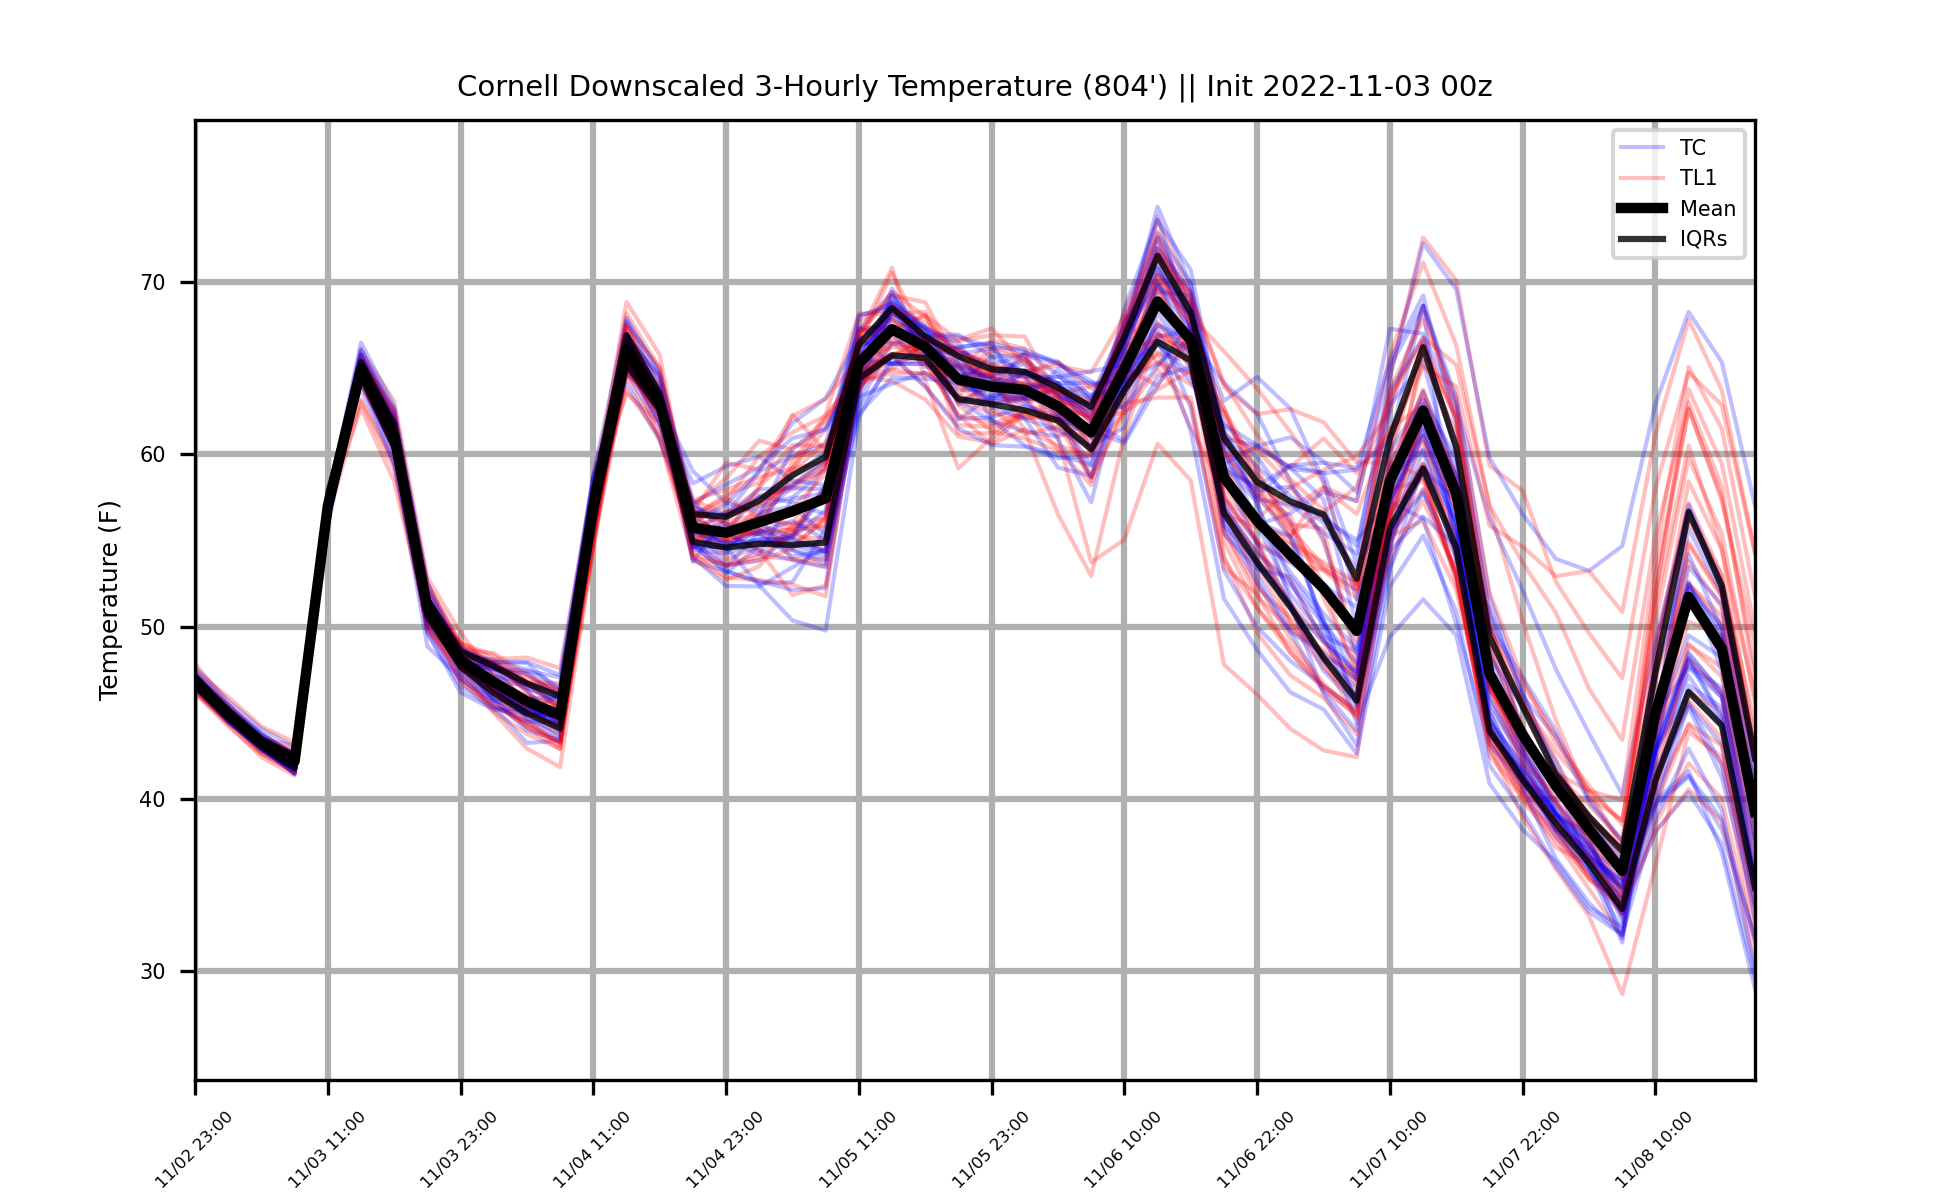 Cornell Downscaled 3-Hourly Temperature (804') || Init 2022-11-03 00z
TC
TL1
Mean
IQRs
Temperature (F)
70
60
50
40
30
11/02 23:00
11/03 11:00
11/03 23:00
11/04 11:00
11/04 23:00
11/05 11:00
11/05 23:00
11/06 10:00
11/06 22:00
11/07 10:00
11/07 22:00
11/08 10:00